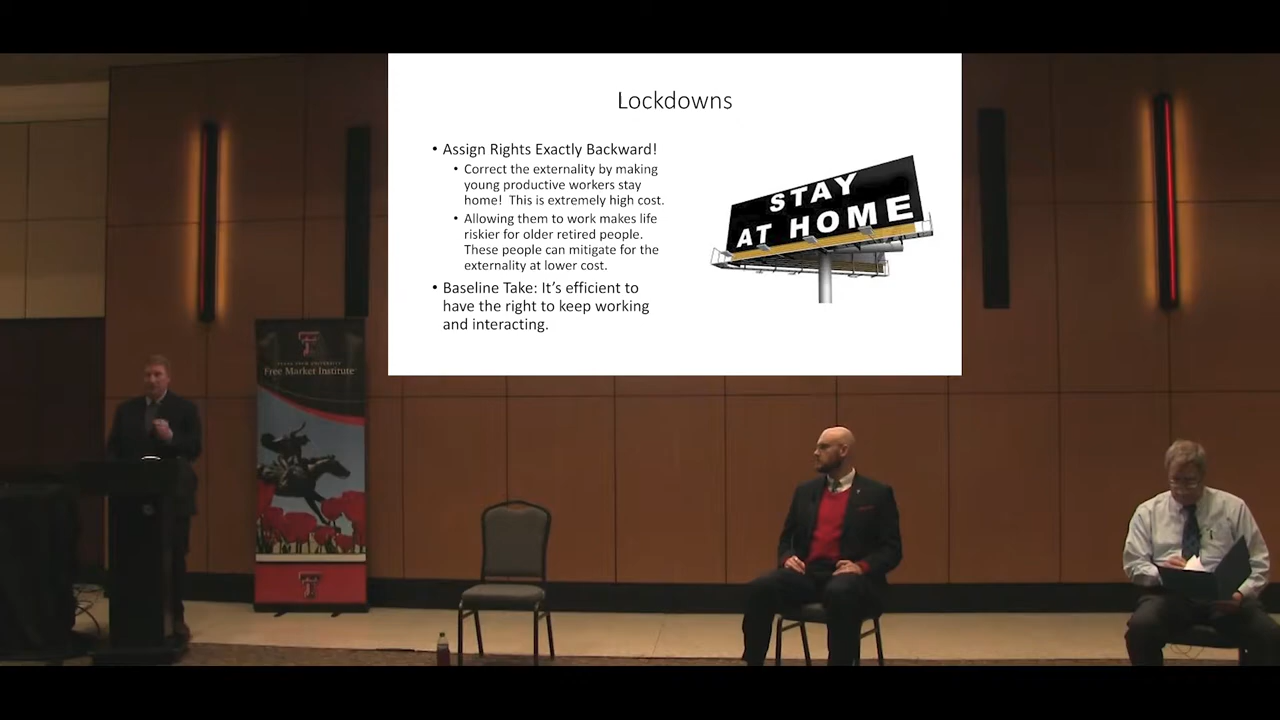 Lockdowns
• Assign Rights Exactly Backward!
• Correct the externality by making
young productive workers stay
home! This is extremely high cost.
• Allowing them to work makes life
riskier for older retired people.
These people can mitigate for the
externality at lower cost.
• Baseline Take: It's efficient to
have the right to keep working
and interacting.
STAY
AT HOME
Free Market Institute